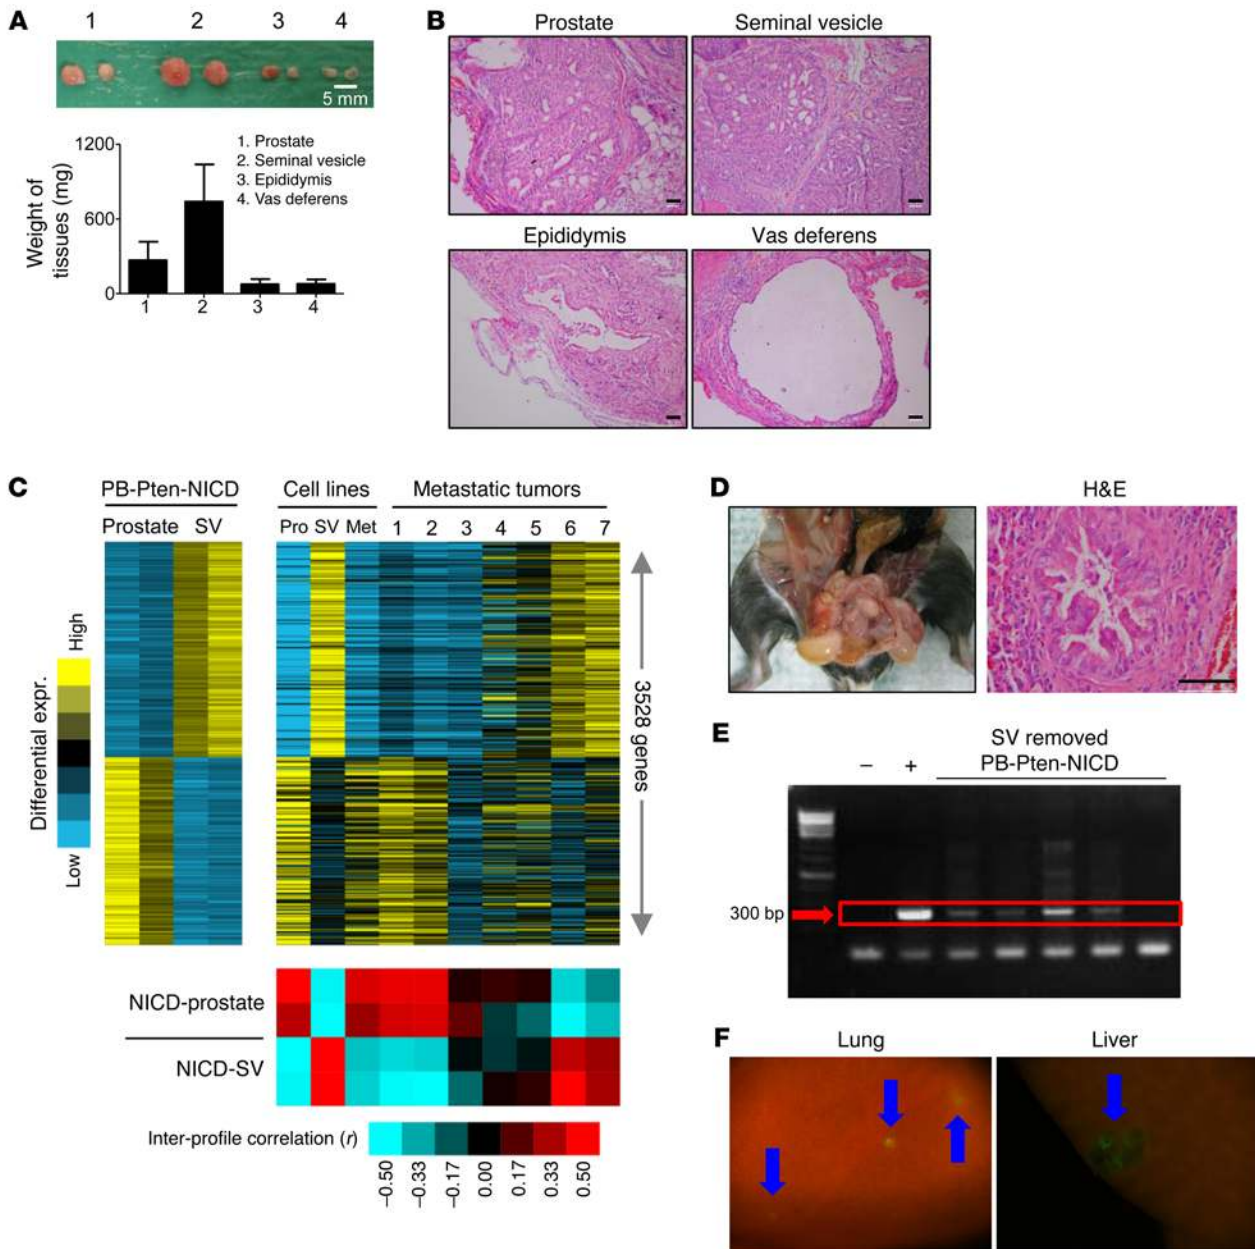 A
1 2 3 4
5 mm
1200
600
0
Weight of
tissues (mg)
1. Prostate
2. Seminal vesicle
3. Epididymis
4. Vas deferens
1 2 3 4
B
Prostate Seminal vesicle
Epididymis Vas deferens
C
PB-Pten-NICD Cell lines Metastatic tumors
Prostate SV Pro SV Met 1 2 3 4 5 6 7
High
Differential expr.
Low
3528 genes
NICD-prostate
NICD-SV
Inter-profile correlation (r)
−0.50 −0.33 −0.17 0.00 0.17 0.33 0.50
D
H&E
E
SV removed
− + PB-Pten-NICD
300 bp
F
Lung Liver